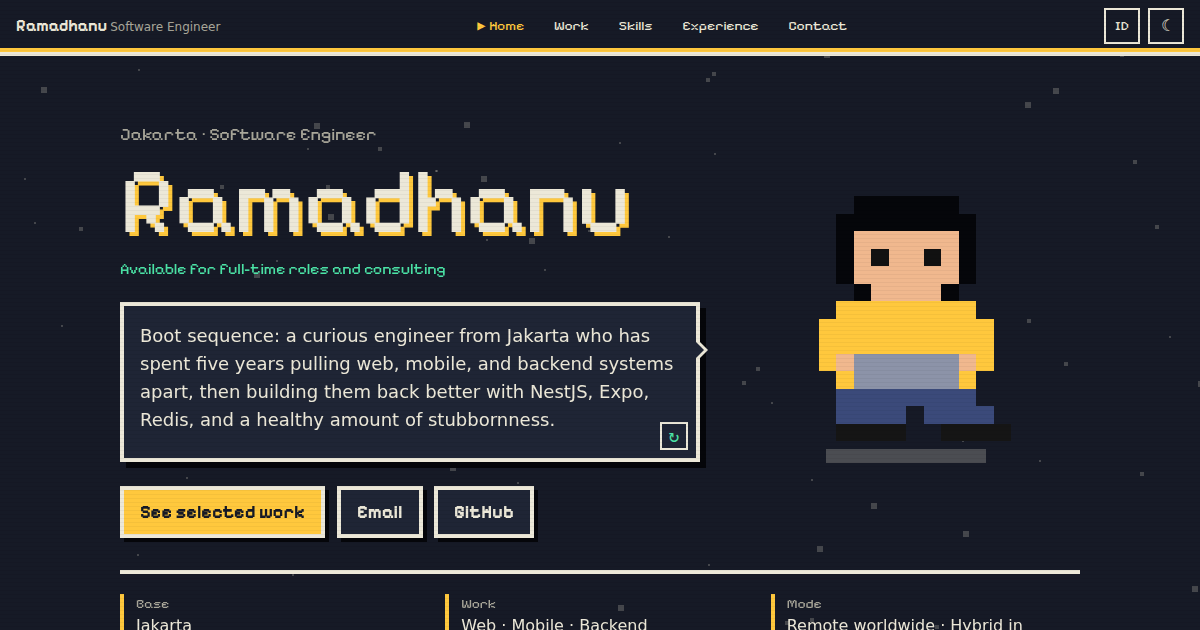 Ramadhanu Software Engineer
▶ Home Work Skills Experience Contact
ID ☾
Jakarta · Software Engineer
Ramadhanu
Available for full-time roles and consulting
Boot sequence: a curious engineer from Jakarta who has
spent five years pulling web, mobile, and backend systems
apart, then building them back better with NestJS, Expo,
Redis, and a healthy amount of stubbornness.
↻
See selected work Email GitHub
Base Work Mode
Jakarta Web · Mobile · Backend Remote worldwide · Hybrid in